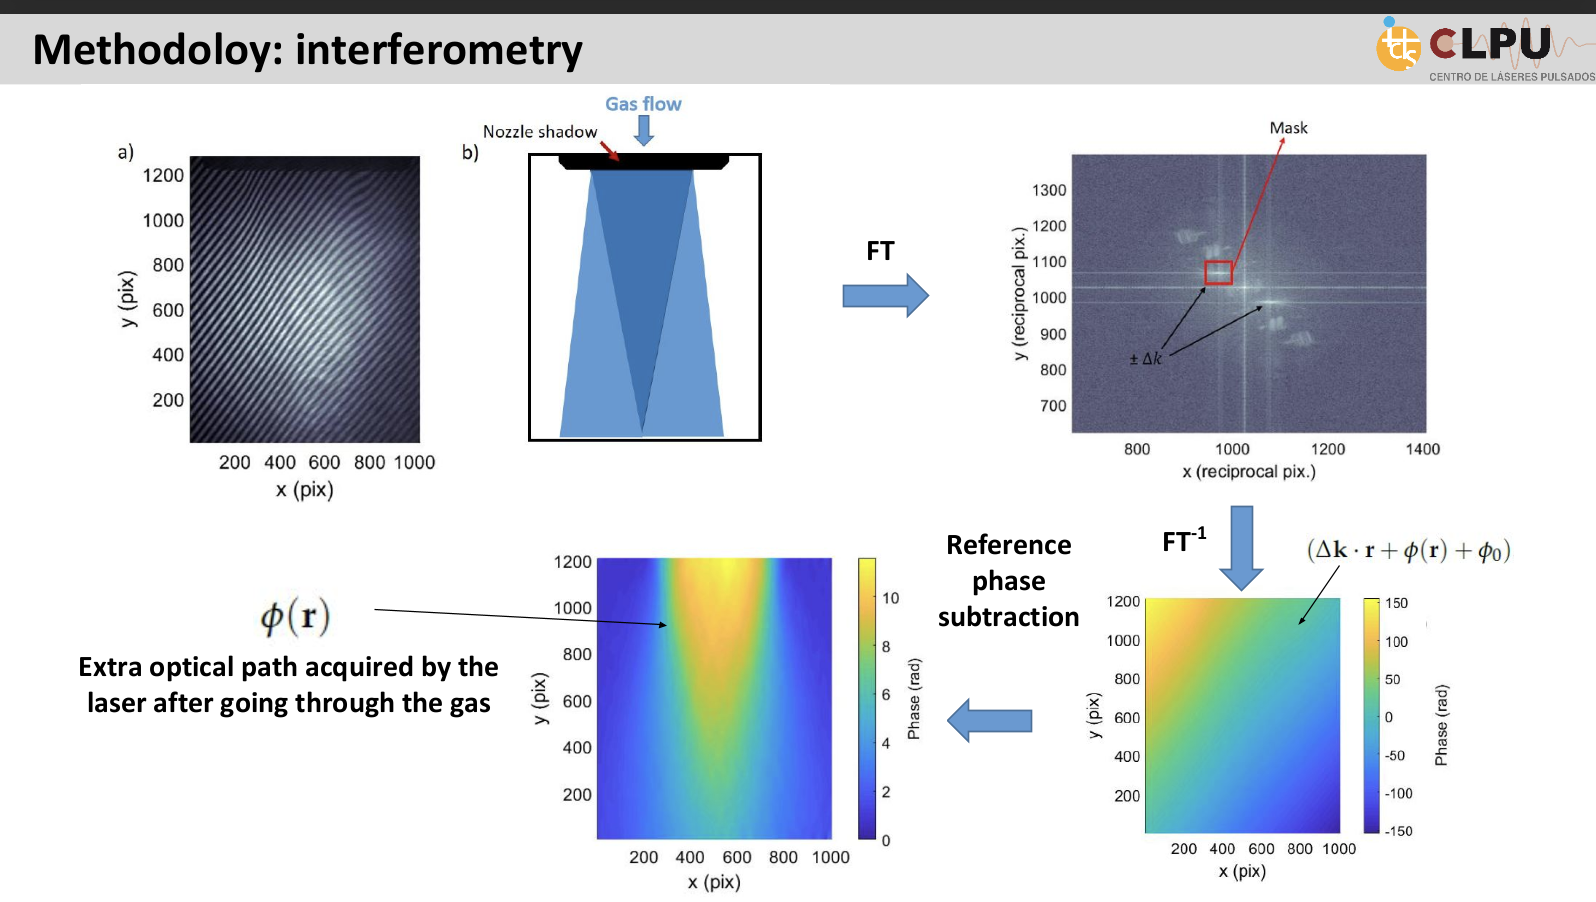 Methodoloy: interferometry
itds
CLPU
CENTRO DE LÁSERES PULSADOS
a)
1200
1000
800
600
400
200
y (pix)
200 400 600 800 1000
x (pix)
b)
Gas flow
Nozzle shadow
FT
Mask
1300
1200
1100
1000
900
800
700
y (reciprocal pix.)
± Δk
800 1000 1200 1400
x (reciprocal pix.)
FT-1
(Δk · r + ϕ(r) + ϕ0)
1200
1000
800
600
400
200
y (pix)
200 400 600 800 1000
x (pix)
150
100
50
0
-50
-100
-150
Phase (rad)
Reference
phase
subtraction
1200
1000
800
600
400
200
y (pix)
200 400 600 800 1000
x (pix)
10
8
6
4
2
0
Phase (rad)
ϕ(r)
Extra optical path acquired by the
laser after going through the gas